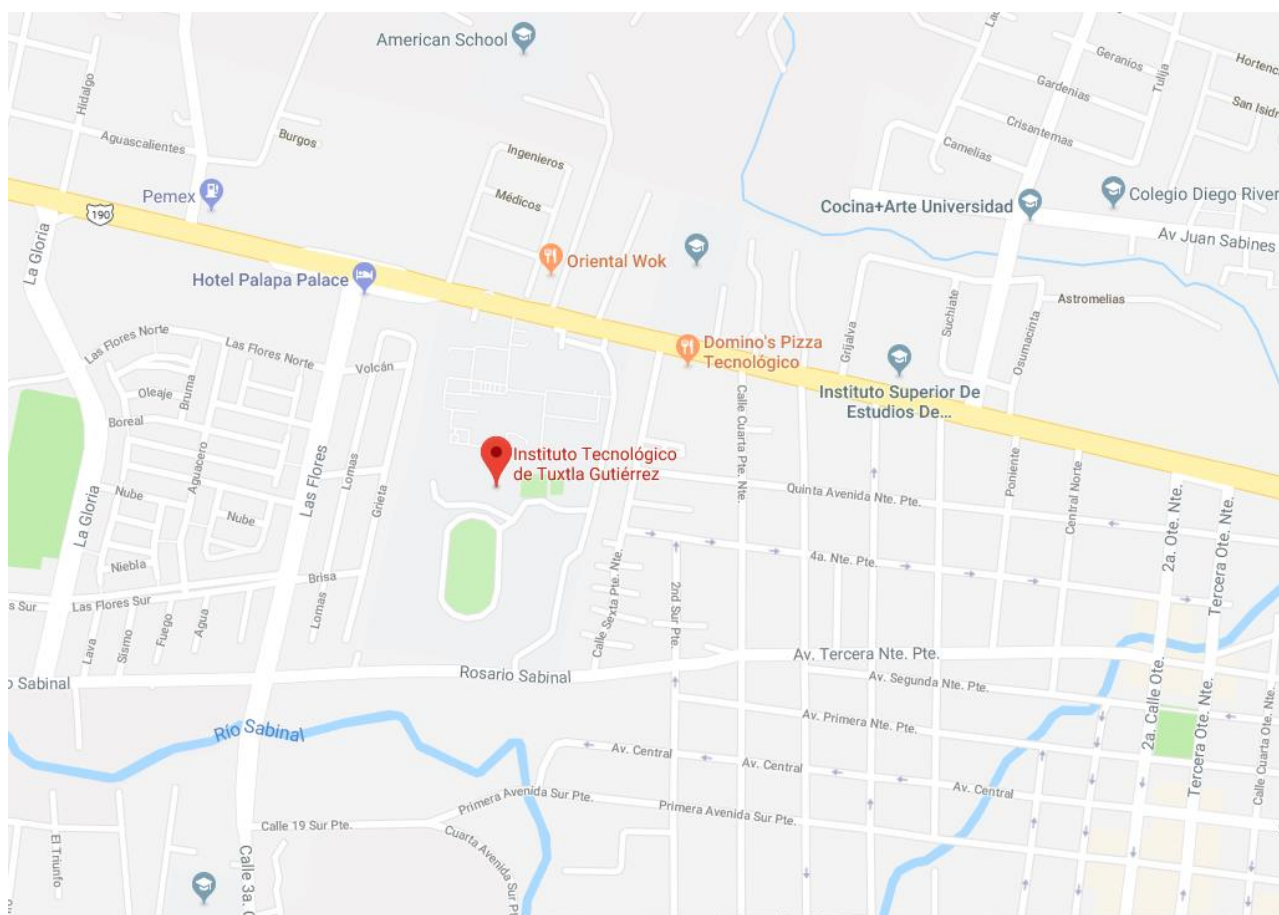 American School
Lac
Geranios
Tulija
Hortenc
Hidalgo
Gardenias
San Isidr
Aguascalientes
Burgos
Ingenieros
Crisantemas
Camelias
Pemex
Médicos
190
Cocina+Arte Universidad
Colegio Diego River
Av Juan Sabines
La Gloria
Oriental Wok
Hotel Palapa Palace
Astromelias
Suchiate
Grijalva
Osumacinta
Las Flores Norte
Las Flores Norte
Volcán
Domino's Pizza
Tecnológico
Instituto Superior De
Estudios De...
Oleaje
Bruma
Boreal
Calle Cuarta Pte. Nte.
Instituto Tecnológico
de Tuxtla Gutiérrez
Aguacero
Las Flores
Lomas
Grieta
Nube
Nube
La Gloria
Quinta Avenida Nte. Pte.
Poniente
Central Norte
2a. Ote. Nte.
Tercera Ote. Nte.
4a. Nte. Pte.
Niebla
Brisa
s Sur
Las Flores Sur
Lomas
Calle Sexta Pte. Nte.
2nd Sur Pte.
Lava
Sismo
Fuego
Agua
o Sabinal
Rosario Sabinal
Av. Tercera Nte. Pte.
Av. Segunda Nte. Pte.
Río Sabinal
Av. Primera Nte. Pte.
2a. Calle Ote.
Tercera Ote. Nte.
Calle Cuarta Ote. Nte.
Av. Central
Av. Central
Av. Central
Primera Avenida Sur Pte.
Primera Avenida Sur Pte.
Calle 19 Sur Pte.
Cuarta Avenida Sur Pt
El Triunfo
Calle 3a. O